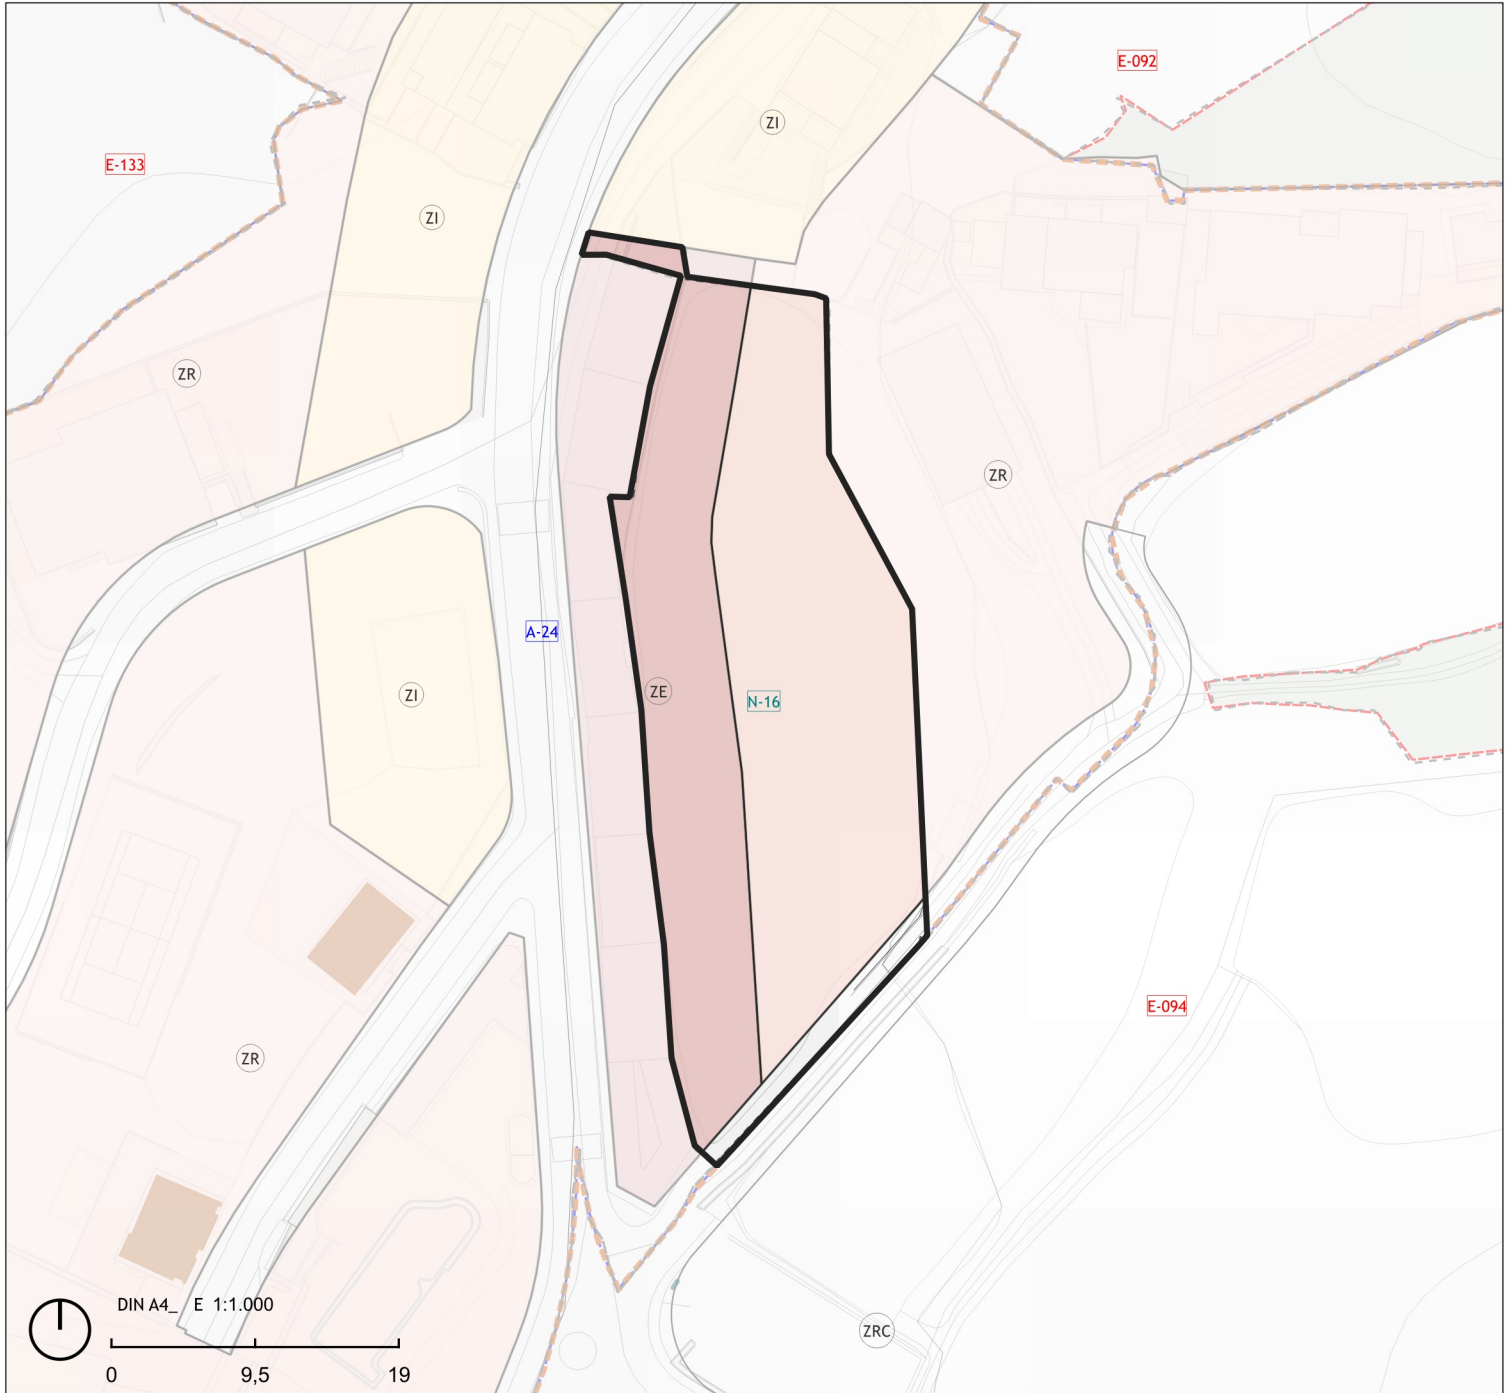 E-092
ZI
E-133
ZI
ZR
ZR
A-24
ZE
ZI
N-16
E-094
ZR
DIN A4_ E 1:1.000
ZRC
0 9,5 19